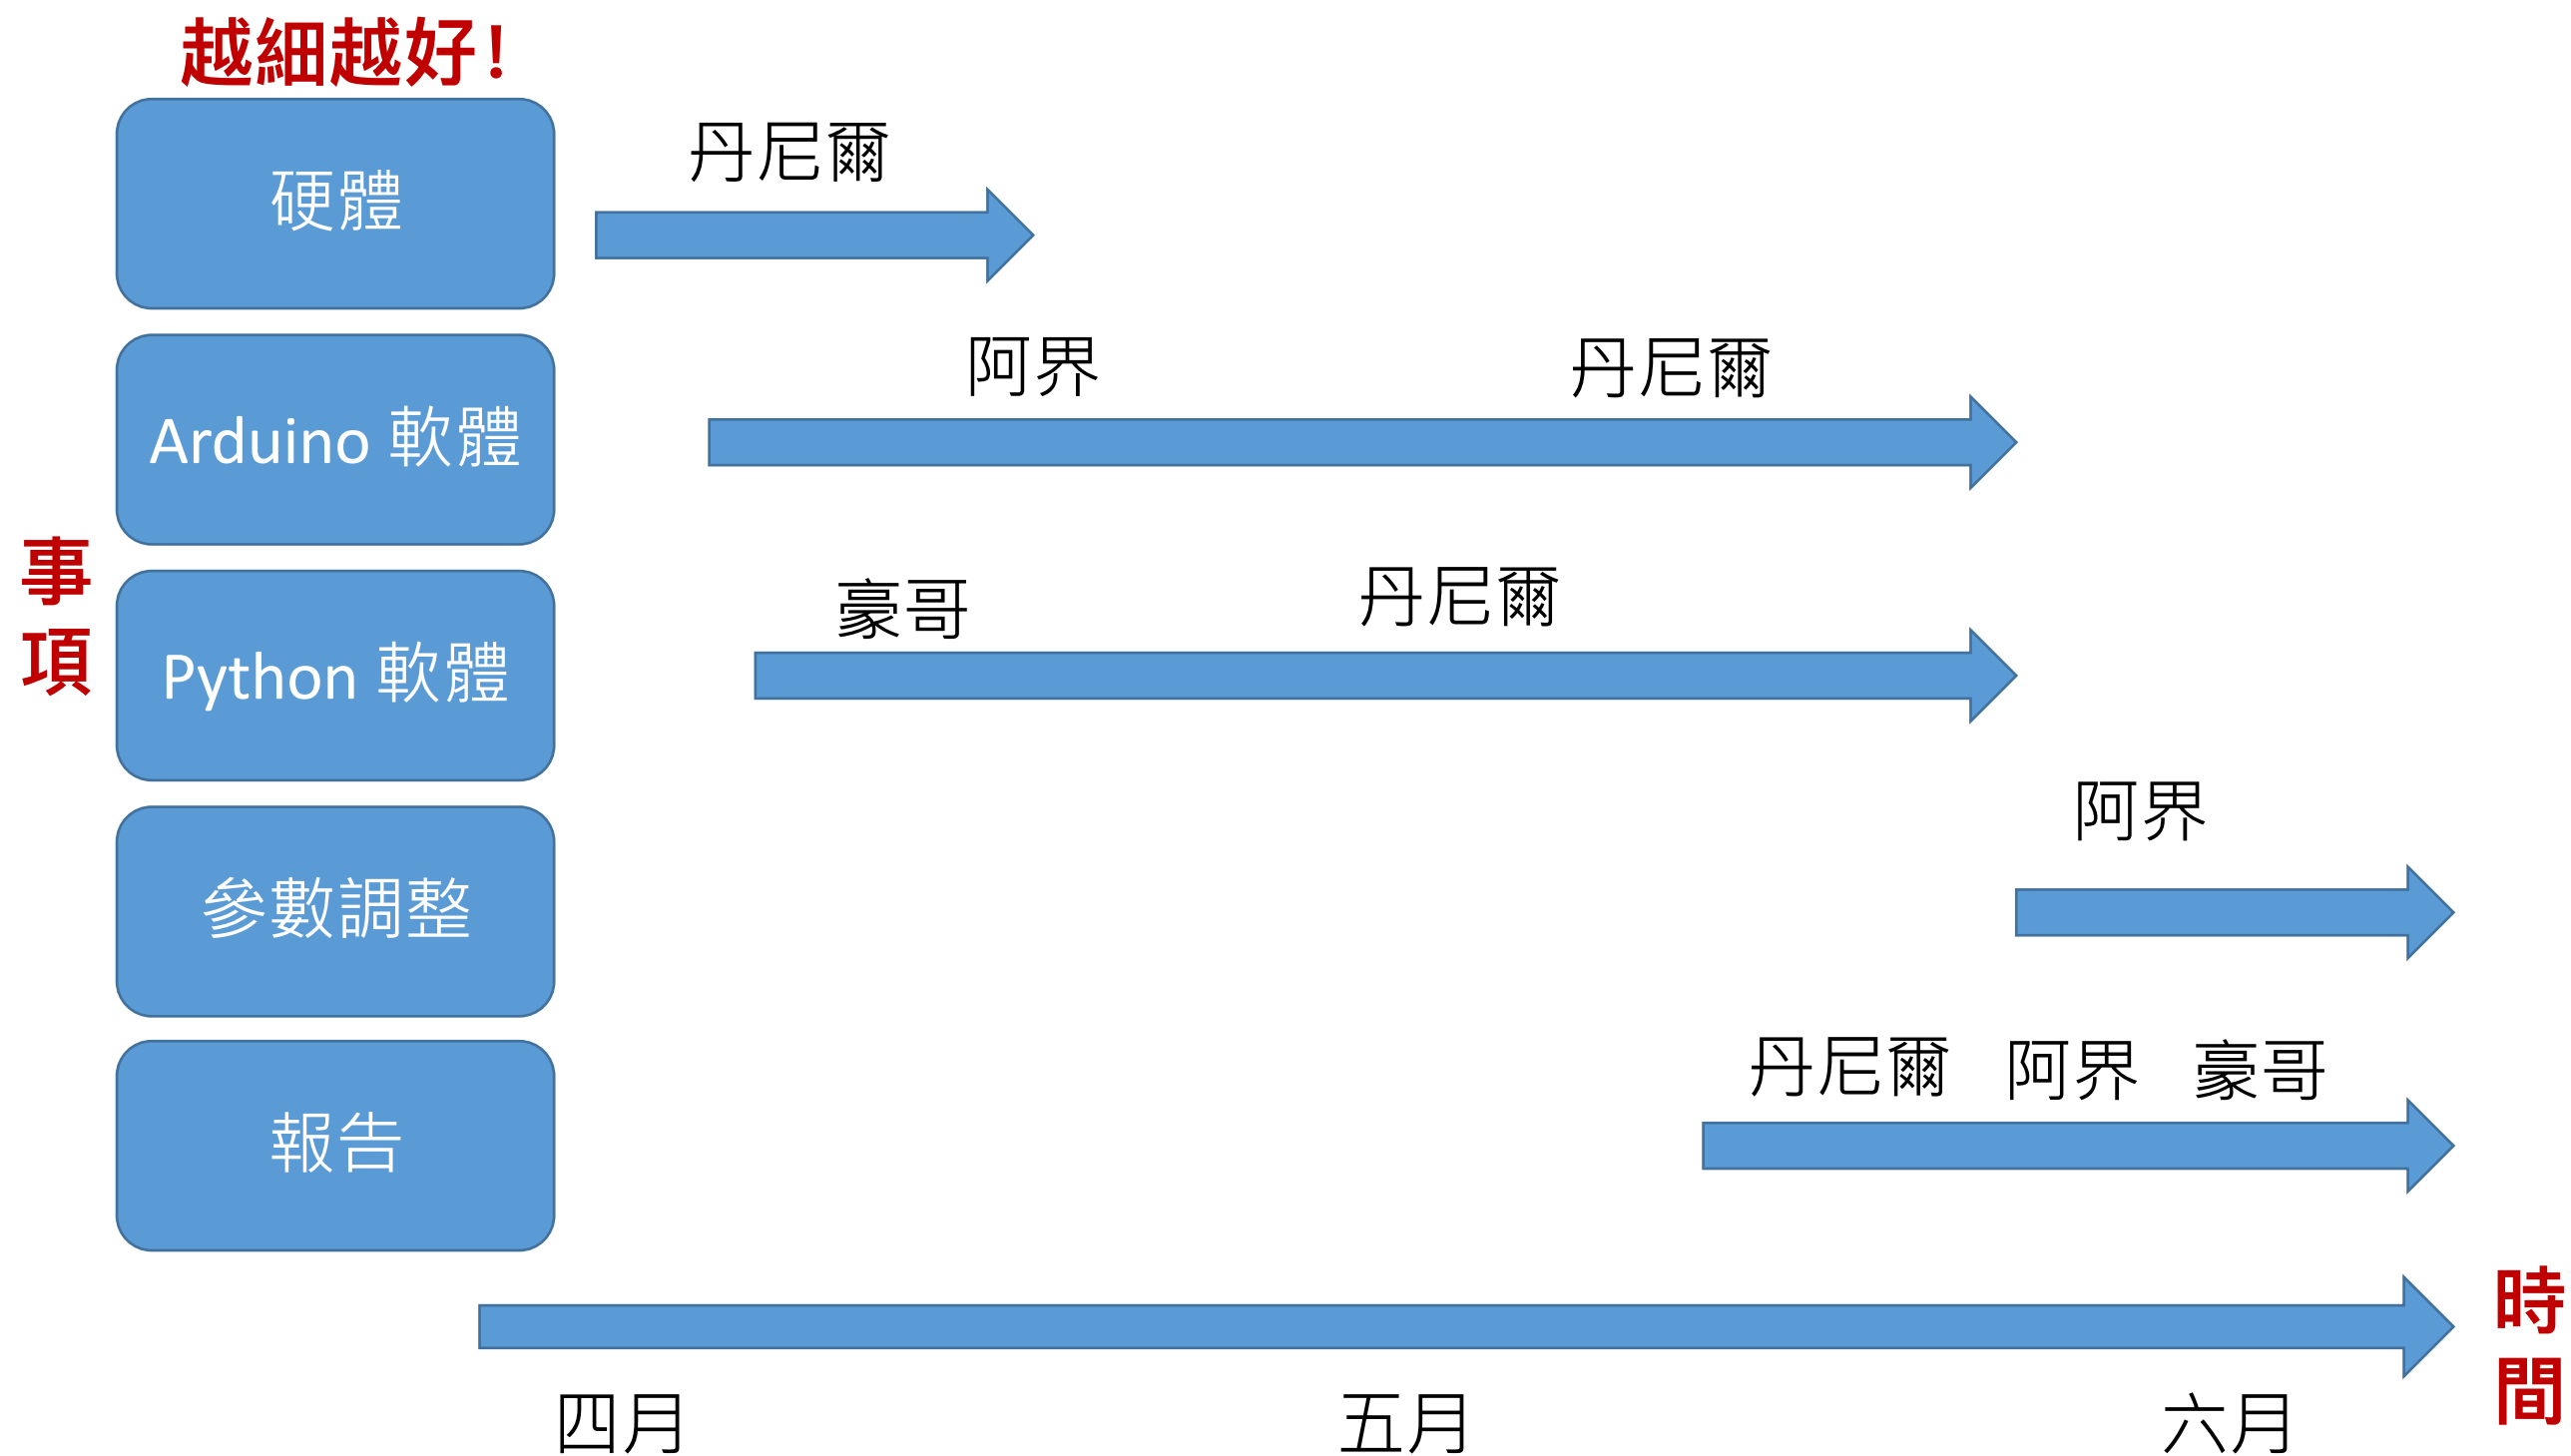 越細越好！
硬體
丹尼爾
Arduino 軟體
阿界
丹尼爾
事項
Python 軟體
豪哥
丹尼爾
參數調整
阿界
報告
丹尼爾 阿界 豪哥
時間
四月
五月
六月